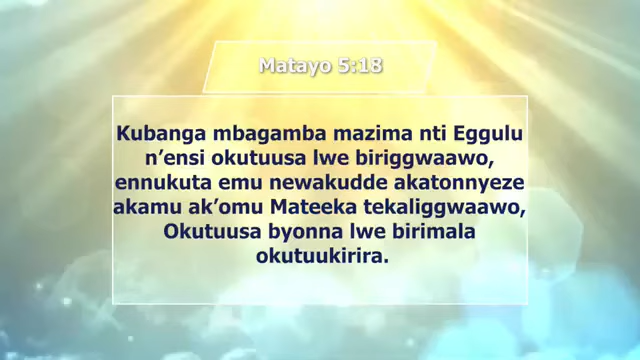 Matayo 5:18
Kubanga mbagamba mazima nti Eggulu
n’ensi okutuusa lwe biriggwaawo,
ennukuta emu newakudde akatonnyeze
akamu ak’omu Mateeka tekaliggwaawo,
Okutuusa byonna lwe birimala
okutuukirira.